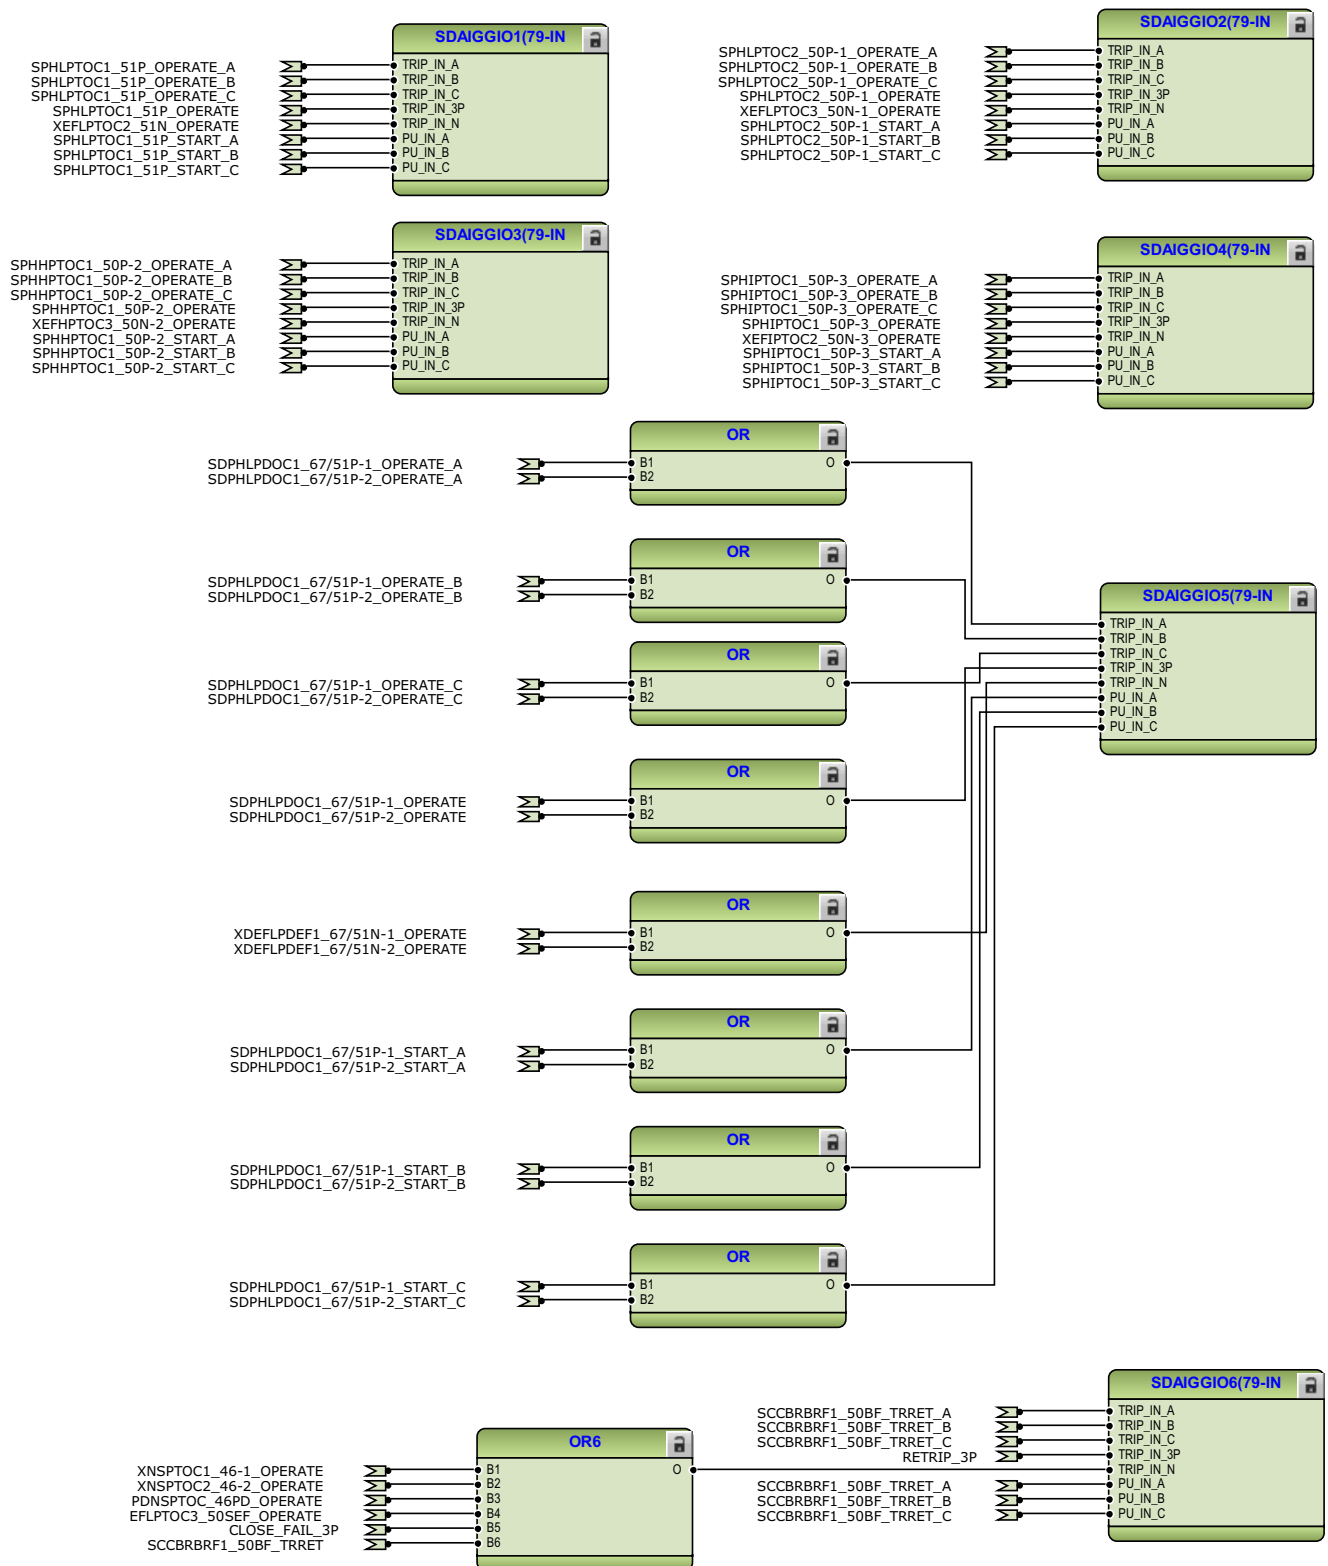 SDAIGGIO1(79-IN
SPHLPTOC1_51P_OPERATE_A TRIP_IN_A
SPHLPTOC1_51P_OPERATE_B TRIP_IN_B
SPHLPTOC1_51P_OPERATE_C TRIP_IN_C
SPHLPTOC1_51P_OPERATE TRIP_IN_3P
XEFLPTOC2_51N_OPERATE TRIP_IN_N
SPHLPTOC1_51P_START_A PU_IN_A
SPHLPTOC1_51P_START_B PU_IN_B
SPHLPTOC1_51P_START_C PU_IN_C
SDAIGGIO2(79-IN
SPHLPTOC2_50P-1_OPERATE_A TRIP_IN_A
SPHLPTOC2_50P-1_OPERATE_B TRIP_IN_B
SPHLPTOC2_50P-1_OPERATE_C TRIP_IN_C
SPHLPTOC2_50P-1_OPERATE TRIP_IN_3P
XEFLPTOC3_50N-1_OPERATE TRIP_IN_N
SPHLPTOC2_50P-1_START_A PU_IN_A
SPHLPTOC2_50P-1_START_B PU_IN_B
SPHLPTOC2_50P-1_START_C PU_IN_C
SDAIGGIO3(79-IN
SPHHPTOC1_50P-2_OPERATE_A TRIP_IN_A
SPHHPTOC1_50P-2_OPERATE_B TRIP_IN_B
SPHHPTOC1_50P-2_OPERATE_C TRIP_IN_C
SPHHPTOC1_50P-2_OPERATE TRIP_IN_3P
XEFHPTOC3_50N-2_OPERATE TRIP_IN_N
SPHHPTOC1_50P-2_START_A PU_IN_A
SPHHPTOC1_50P-2_START_B PU_IN_B
SPHHPTOC1_50P-2_START_C PU_IN_C
SDAIGGIO4(79-IN
SPHIPTOC1_50P-3_OPERATE_A TRIP_IN_A
SPHIPTOC1_50P-3_OPERATE_B TRIP_IN_B
SPHIPTOC1_50P-3_OPERATE_C TRIP_IN_C
SPHIPTOC1_50P-3_OPERATE TRIP_IN_3P
XEFIPTOC2_50N-3_OPERATE TRIP_IN_N
SPHIPTOC1_50P-3_START_A PU_IN_A
SPHIPTOC1_50P-3_START_B PU_IN_B
SPHIPTOC1_50P-3_START_C PU_IN_C
OR
SDPHLPDOC1_67/51P-1_OPERATE_A B1 O
SDPHLPDOC1_67/51P-2_OPERATE_A B2
OR
SDPHLPDOC1_67/51P-1_OPERATE_B B1 O
SDPHLPDOC1_67/51P-2_OPERATE_B B2
OR
SDPHLPDOC1_67/51P-1_OPERATE_C B1 O
SDPHLPDOC1_67/51P-2_OPERATE_C B2
OR
SDPHLPDOC1_67/51P-1_OPERATE B1 O
SDPHLPDOC1_67/51P-2_OPERATE B2
OR
XDEFLPDEF1_67/51N-1_OPERATE B1 O
XDEFLPDEF1_67/51N-2_OPERATE B2
OR
SDPHLPDOC1_67/51P-1_START_A B1 O
SDPHLPDOC1_67/51P-2_START_A B2
OR
SDPHLPDOC1_67/51P-1_START_B B1 O
SDPHLPDOC1_67/51P-2_START_B B2
OR
SDPHLPDOC1_67/51P-1_START_C B1 O
SDPHLPDOC1_67/51P-2_START_C B2
SDAIGGIO5(79-IN
TRIP_IN_A
TRIP_IN_B
TRIP_IN_C
TRIP_IN_3P
TRIP_IN_N
PU_IN_A
PU_IN_B
PU_IN_C
OR6
XNSPTOC1_46-1_OPERATE B1 O
XNSPTOC2_46-2_OPERATE B2
PDNSPTOC_46PD_OPERATE B3
EFLPTOC3_50SEF_OPERATE B4
CLOSE_FAIL_3P B5
SCCBRBRF1_50BF_TRRET B6
SDAIGGIO6(79-IN
SCCBRBRF1_50BF_TRRET_A TRIP_IN_A
SCCBRBRF1_50BF_TRRET_B TRIP_IN_B
SCCBRBRF1_50BF_TRRET_C TRIP_IN_C
RETRIP_3P TRIP_IN_3P
TRIP_IN_N
SCCBRBRF1_50BF_TRRET_A PU_IN_A
SCCBRBRF1_50BF_TRRET_B PU_IN_B
SCCBRBRF1_50BF_TRRET_C PU_IN_C